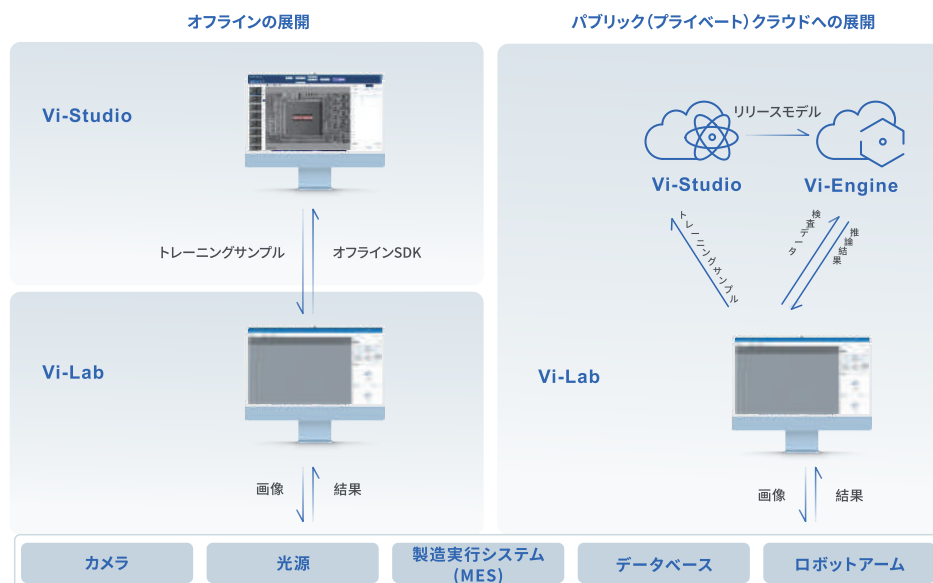 オフラインの展開
Vi-Studio
トレーニングサンプル
オフラインSDK
Vi-Lab
画像
結果
パブリック（プライベート）クラウドへの展開
リリースモデル
Vi-Studio
Vi-Engine
トレーニングサンプル
検査データ
推論結果
Vi-Lab
画像
結果
カメラ
光源
製造実行システム
(MES)
データベース
ロボットアーム